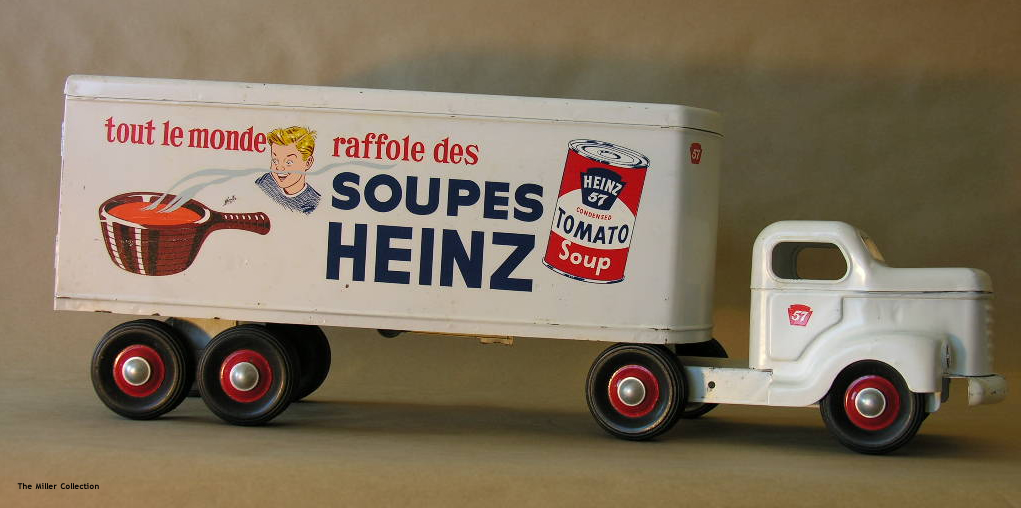 tout le monde raffole des
SOUPES
HEINZ
HEINZ
57
CONDENSED
TOMATO
Soup
57
57
The Miller Collection